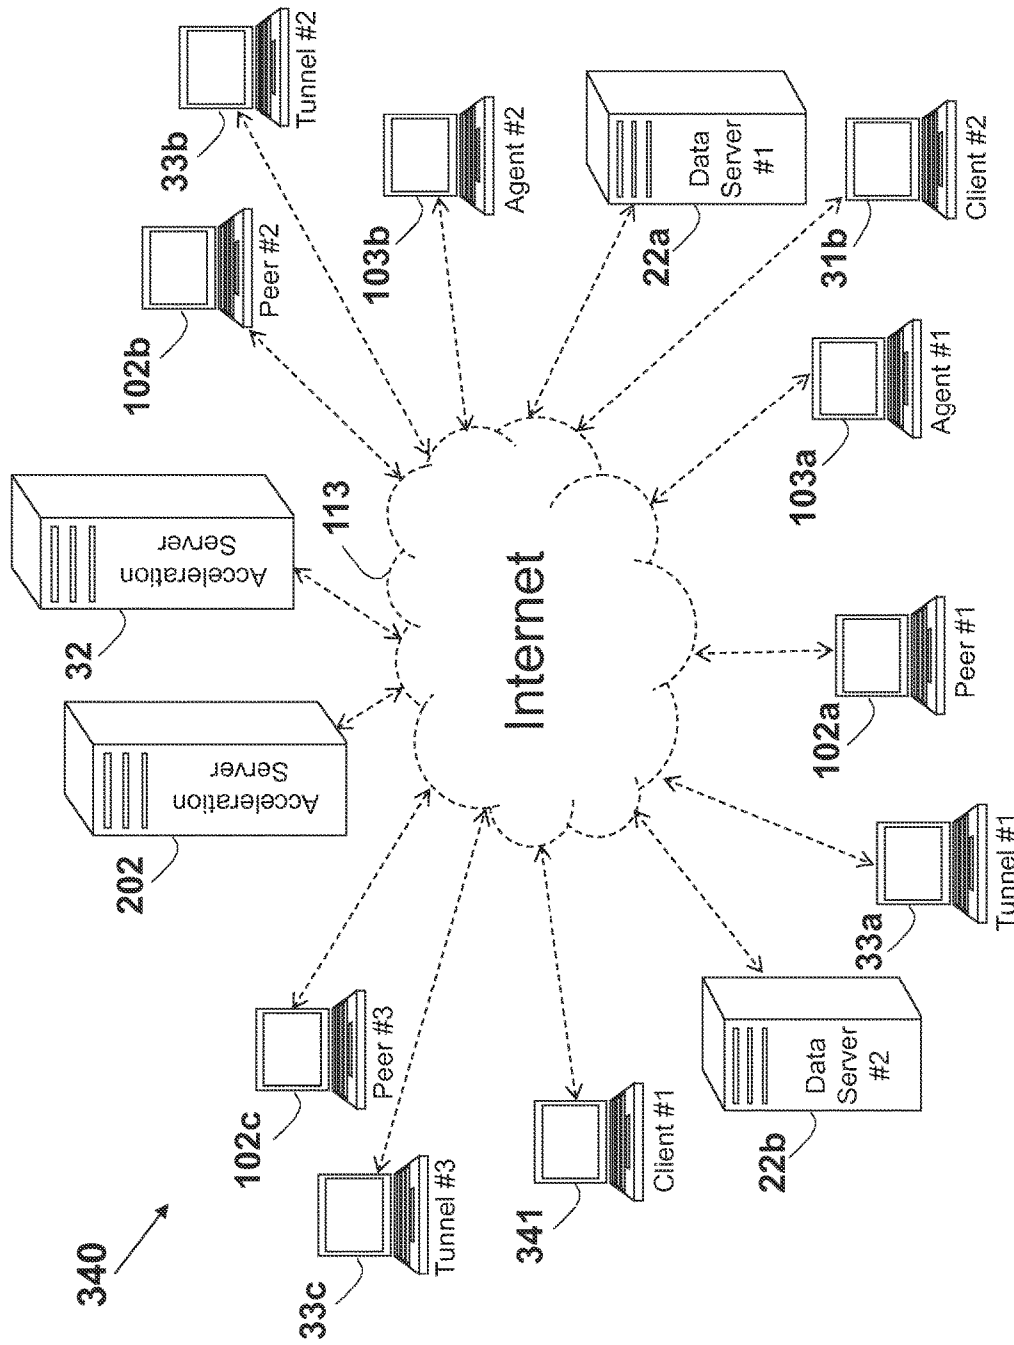 340
202
Acceleration
Server
32
Acceleration
Server
102b
Peer #2
33b
Tunnel #2
102c
Peer #3
33c
Tunnel #3
113
103b
Agent #2
Internet
341
Client #1
22a
Data
Server
#1
22b
Data
Server
#2
102a
Peer #1
103a
Agent #1
31b
Client #2
33a
Tunnel #1